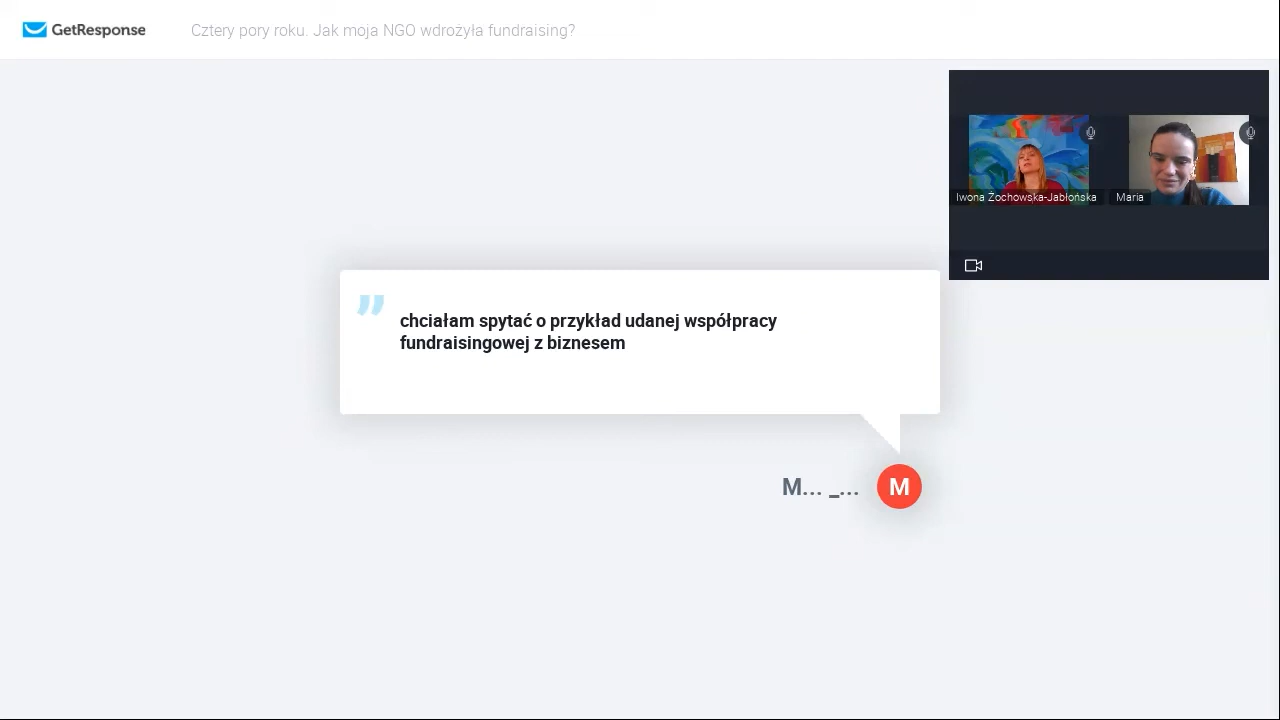 GetResponse
Cztery pory roku. Jak moja NGO wdrożyła fundraising?
Iwona Żochowska-Jabłońska
Maria
”
chciałam spytać o przykład udanej współpracy
fundraisingowej z biznesem
M... _...
M